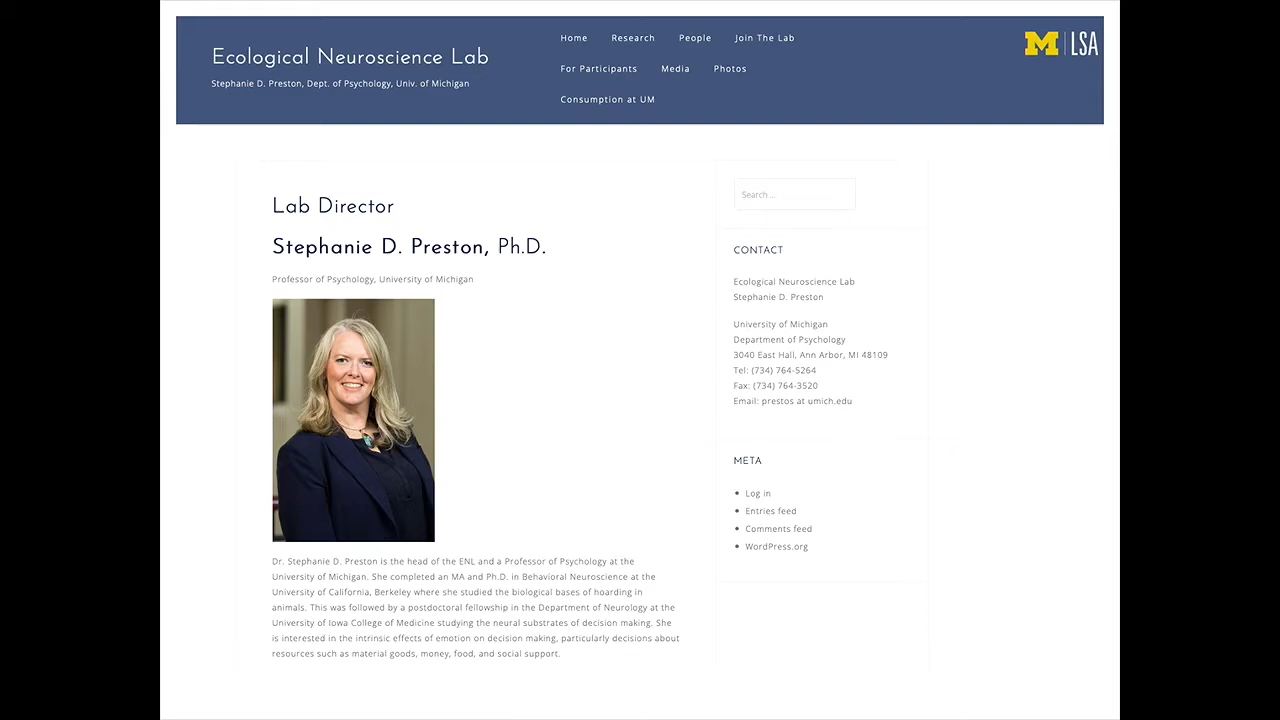 Ecological Neuroscience Lab
Stephanie D. Preston, Dept. of Psychology, Univ. of Michigan
Home Research People Join The Lab
For Participants Media Photos
Consumption at UM
M LSA
Lab Director
Stephanie D. Preston, Ph.D.
Professor of Psychology, University of Michigan
Dr. Stephanie D. Preston is the head of the ENL and a Professor of Psychology at the
University of Michigan. She completed an MA and Ph.D. in Behavioral Neuroscience at the
University of California, Berkeley where she studied the biological bases of hoarding in
animals. This was followed by a postdoctoral fellowship in the Department of Neurology at the
University of Iowa College of Medicine studying the neural substrates of decision making. She
is interested in the intrinsic effects of emotion on decision making, particularly decisions about
resources such as material goods, money, food, and social support.
Search ...
CONTACT
Ecological Neuroscience Lab
Stephanie D. Preston
University of Michigan
Department of Psychology
3040 East Hall, Ann Arbor, MI 48109
Tel: (734) 764-5264
Fax: (734) 764-3520
Email: prestos at umich.edu
META
Log in
Entries feed
Comments feed
WordPress.org